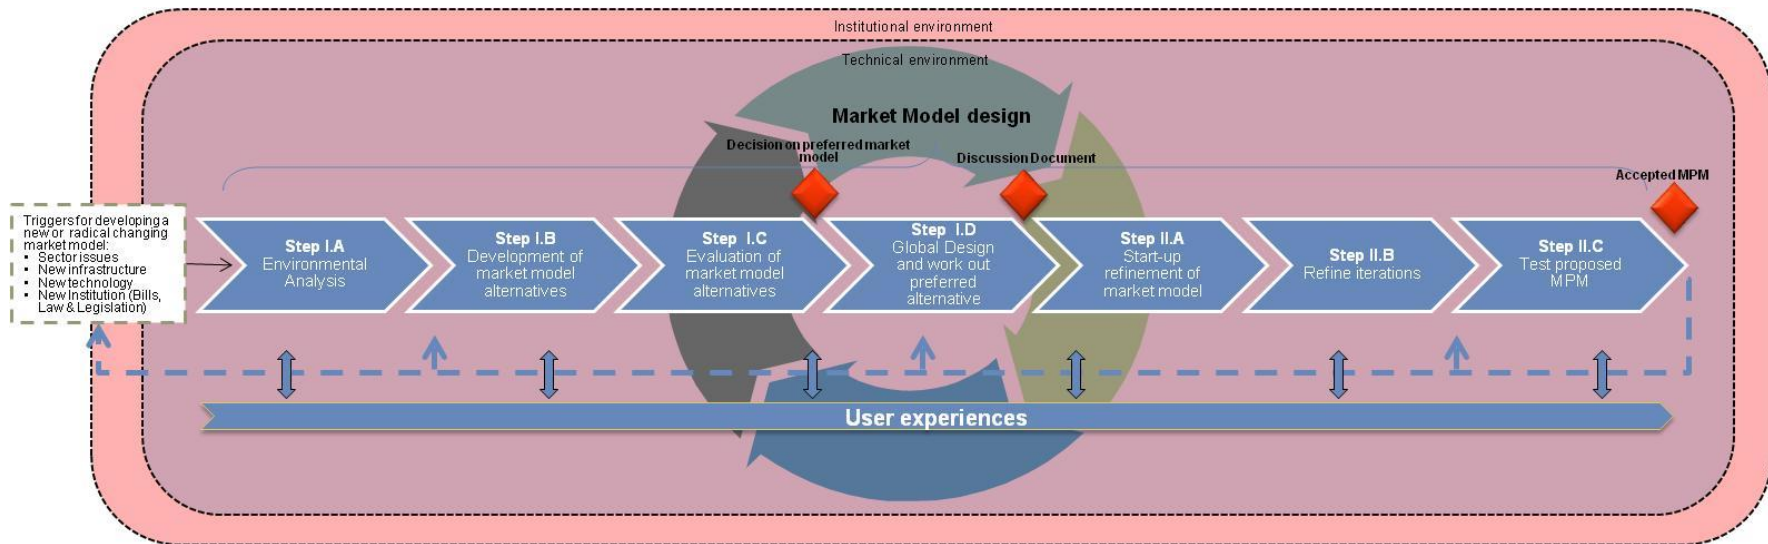 Institutional environment
Technical environment
Market Model design
Decision on preferred market
model
Discussion Document
Accepted MPM
Triggers for developing a
new or radical changing
market model:
▪ Sector issues
▪ New infrastructure
▪ New technology
▪ New Institution (Bills,
Law & Legislation)
Step I.A
Environmental
Analysis
Step I.B
Development of
market model
alternatives
Step I.C
Evaluation of
market model
alternatives
Step I.D
Global Design
and work out
preferred
alternative
Step II.A
Start-up
refinement of
market model
Step II.B
Refine iterations
Step II.C
Test proposed
MPM
User experiences